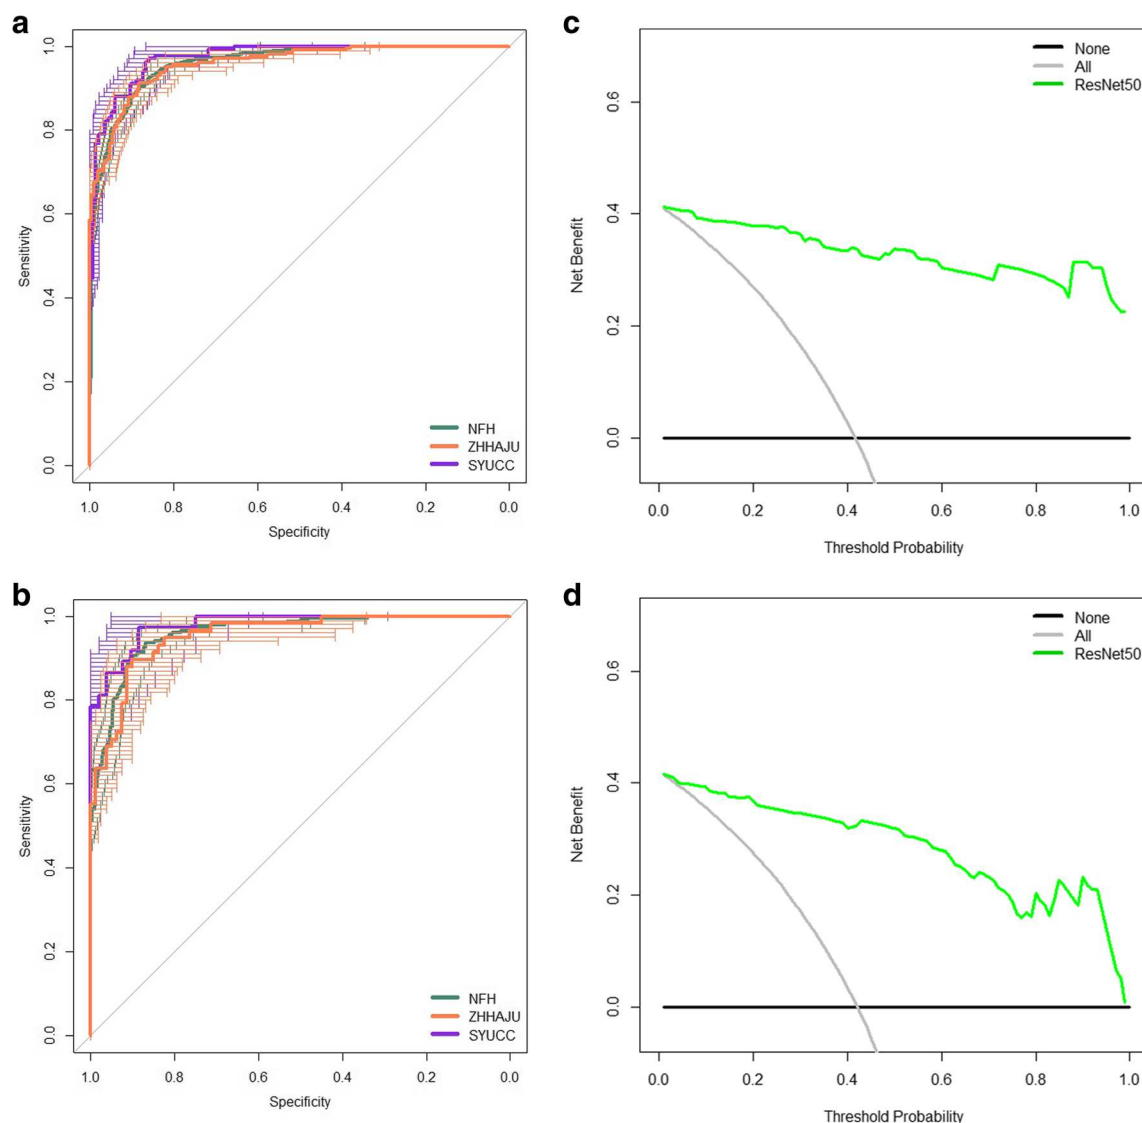 a
1.0
0.8
0.6
0.4
0.2
0.0
Sensitivity
NFH
ZHHAJU
SYUCC
1.0 0.8 0.6 0.4 0.2 0.0
Specificity
c
0.6
0.4
0.2
0.0
Net Benefit
None
All
ResNet50
0.0 0.2 0.4 0.6 0.8 1.0
Threshold Probability
b
1.0
0.8
0.6
0.4
0.2
0.0
Sensitivity
NFH
ZHHAJU
SYUCC
1.0 0.8 0.6 0.4 0.2 0.0
Specificity
d
0.6
0.4
0.2
0.0
Net Benefit
None
All
ResNet50
0.0 0.2 0.4 0.6 0.8 1.0
Threshold Probability